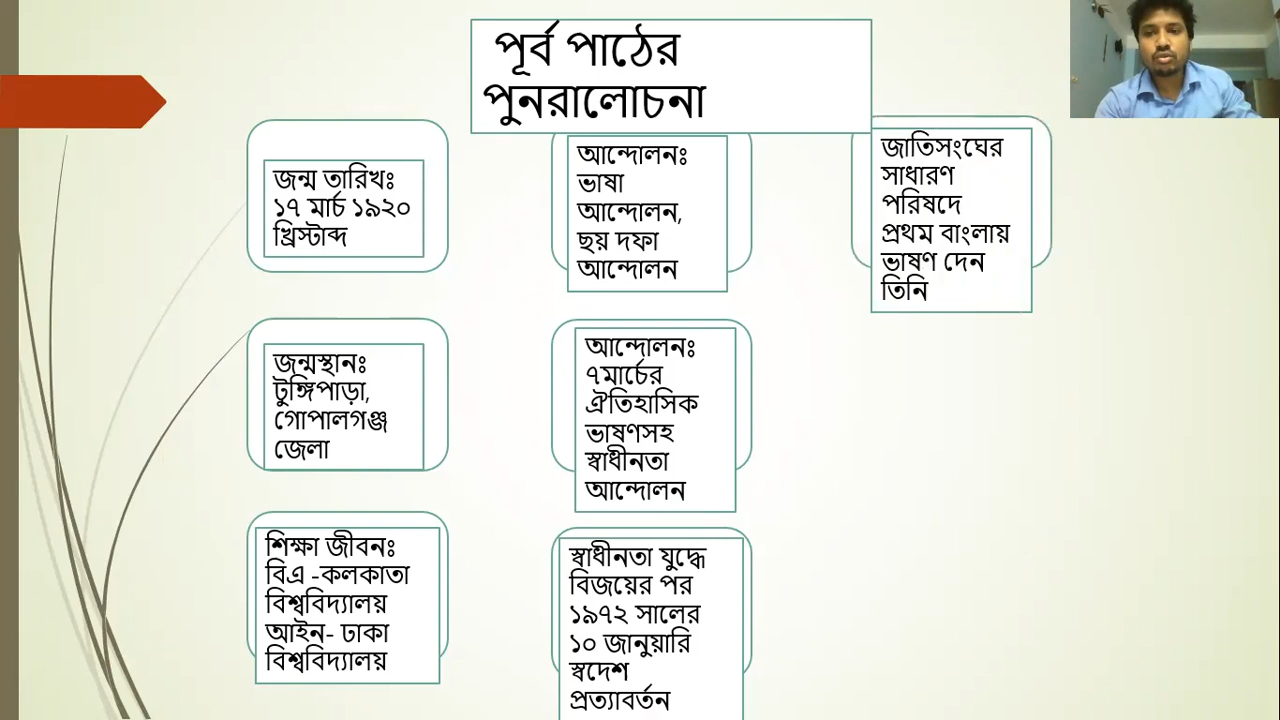 পূর্ব পাঠের
পুনরালোচনা
জন্ম তারিখঃ
১৭ মার্চ ১৯২০
খ্রিস্টাব্দ
জন্মস্থানঃ
টুঙ্গিপাড়া,
গোপালগঞ্জ
জেলা
শিক্ষা জীবনঃ
বিএ -কলকাতা
বিশ্ববিদ্যালয়
আইন- ঢাকা
বিশ্ববিদ্যালয়
আন্দোলনঃ
ভাষা
আন্দোলন,
ছয় দফা
আন্দোলন
আন্দোলনঃ
৭মার্চের
ঐতিহাসিক
ভাষণসহ
স্বাধীনতা
আন্দোলন
স্বাধীনতা যুদ্ধে
বিজয়ের পর
১৯৭২ সালের
১০ জানুয়ারি
স্বদেশ
প্রত্যাবর্তন
জাতিসংঘের
সাধারণ
পরিষদে
প্রথম বাংলায়
ভাষণ দেন
তিনি